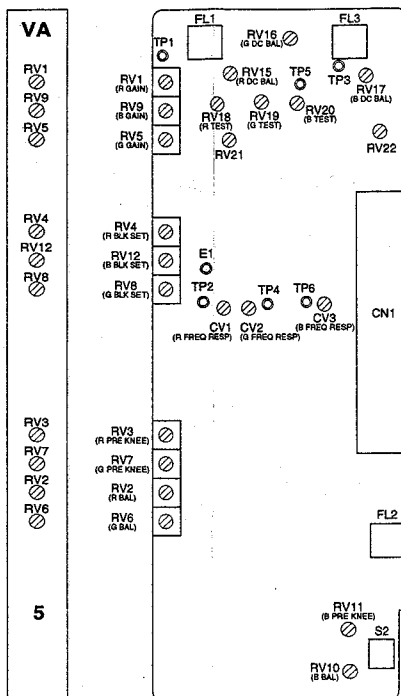 VA
RV1
RV9
RV5
RV4
RV12
RV8
RV3
RV7
RV2
RV6
5
FL1
RV16
(G DC BAL)
FL3
TP1
RV1
(R GAIN)
RV15
(R DC BAL)
TP5
TP3
RV17
(B DC BAL)
RV9
(B GAIN)
RV18
(R TEST)
RV19
(G TEST)
RV20
(B TEST)
RV5
(G GAIN)
RV21
RV22
RV4
(R BLK SET)
RV12
(B BLK SET)
E1
RV8
(G BLK SET)
TP2
TP4
TP6
CN1
CV1
(R FREQ RESP)
CV2
(G FREQ RESP)
CV3
(B FREQ RESP)
RV3
(R PRE KNEE)
RV7
(G PRE KNEE)
RV2
(R BAL)
RV6
(G BAL)
FL2
RV11
(B PRE KNEE)
S2
RV10
(B BAL)